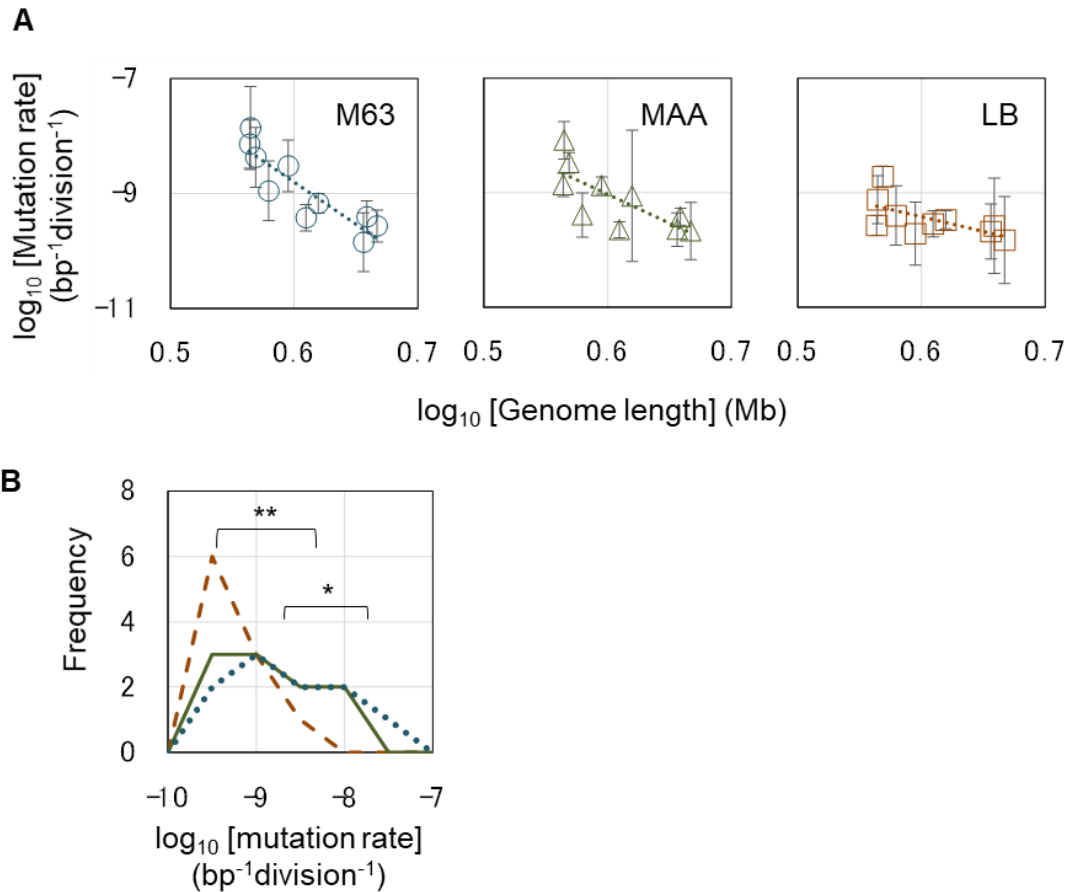 A
log₁₀ [Mutation rate]
(bp⁻¹division⁻¹)
−7
−9
−11
M63
MAA
LB
0.5 0.6 0.7 0.5 0.6 0.7 0.5 0.6 0.7
log₁₀ [Genome length] (Mb)
B
Frequency
8
6
4
2
0
**
*
−10 −9 −8 −7
log₁₀ [mutation rate]
(bp⁻¹division⁻¹)